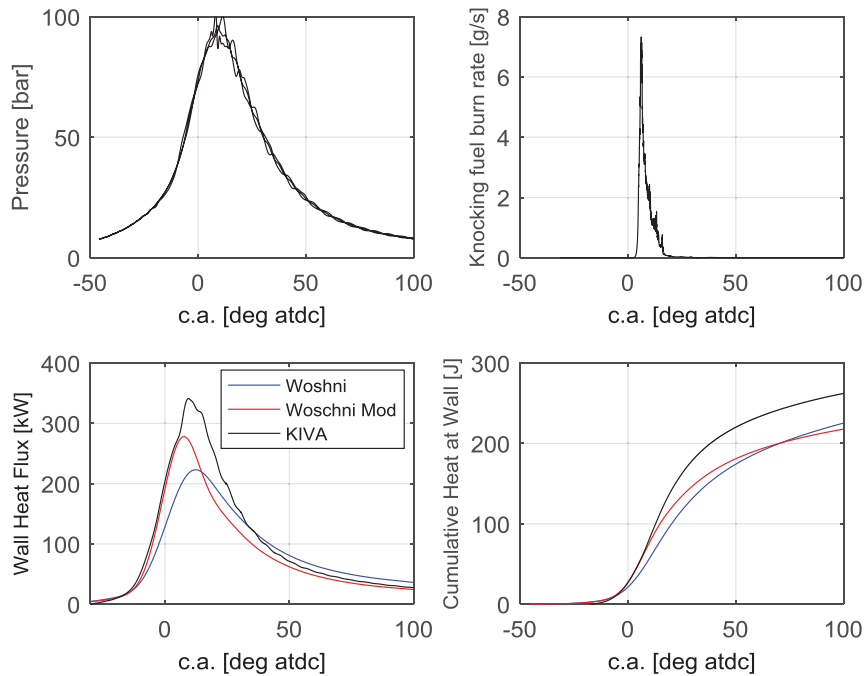 Pressure [bar]
100
50
0
-50
0
50
100
c.a. [deg atdc]
Knocking fuel burn rate [g/s]
8
6
4
2
0
-50
0
50
100
c.a. [deg atdc]
Wall Heat Flux [kW]
400
300
200
100
0
0
50
100
c.a. [deg atdc]
Woshni
Woschni Mod
KIVA
Cumulative Heat at Wall [J]
300
200
100
0
-50
0
50
100
c.a. [deg atdc]